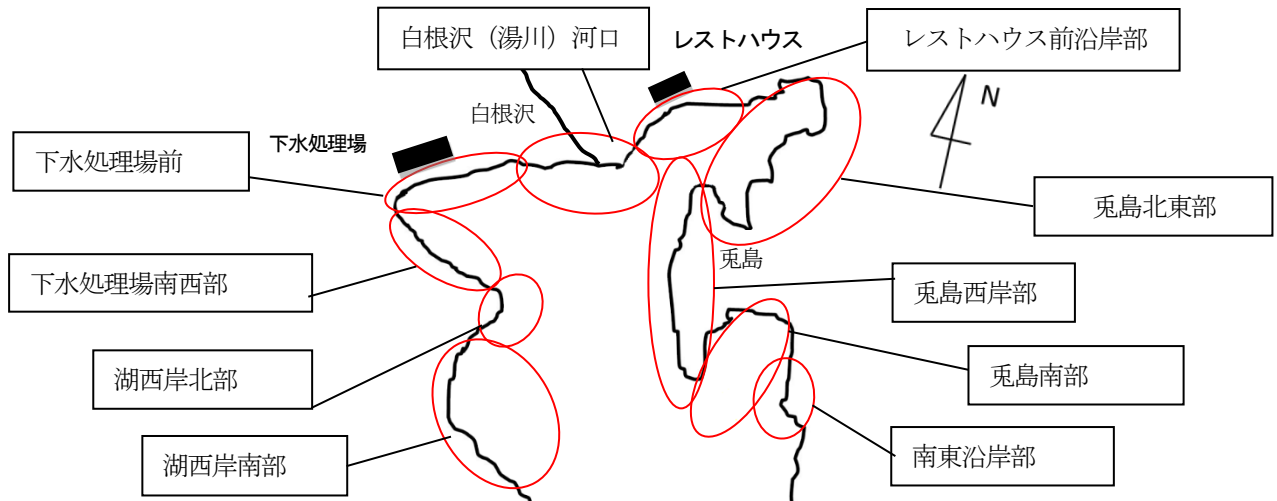 白根沢（湯川）河口
レストハウス
レストハウス前沿岸部
N
白根沢
下水処理場
下水処理場前
兎島北東部
兎島
下水処理場南西部
兎島西岸部
湖西岸北部
兎島南部
湖西岸南部
南東沿岸部